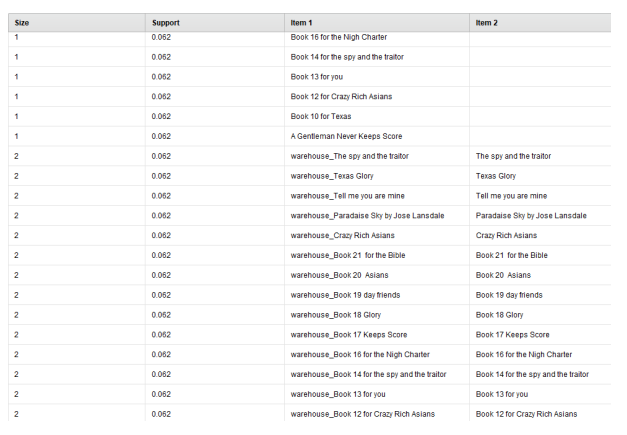 Size Support Item 1 Item 2
1 0.062 Book 16 for the Nigh Charter
1 0.062 Book 14 for the spy and the traitor
1 0.062 Book 13 for you
1 0.062 Book 12 for Crazy Rich Asians
1 0.062 Book 10 for Texas
1 0.062 A Gentleman Never Keeps Score
2 0.062 warehouse_The spy and the traitor The spy and the traitor
2 0.062 warehouse_Texas Glory Texas Glory
2 0.062 warehouse_Tell me you are mine Tell me you are mine
2 0.062 warehouse_Paradaise Sky by Jose Lansdale Paradaise Sky by Jose Lansdale
2 0.062 warehouse_Crazy Rich Asians Crazy Rich Asians
2 0.062 warehouse_Book 21 for the Bible Book 21 for the Bible
2 0.062 warehouse_Book 20 Asians Book 20 Asians
2 0.062 warehouse_Book 19 day friends Book 19 day friends
2 0.062 warehouse_Book 18 Glory Book 18 Glory
2 0.062 warehouse_Book 17 Keeps Score Book 17 Keeps Score
2 0.062 warehouse_Book 16 for the Nigh Charter Book 16 for the Nigh Charter
2 0.062 warehouse_Book 14 for the spy and the traitor Book 14 for the spy and the traitor
2 0.062 warehouse_Book 13 for you Book 13 for you
2 0.062 warehouse_Book 12 for Crazy Rich Asians Book 12 for Crazy Rich Asians